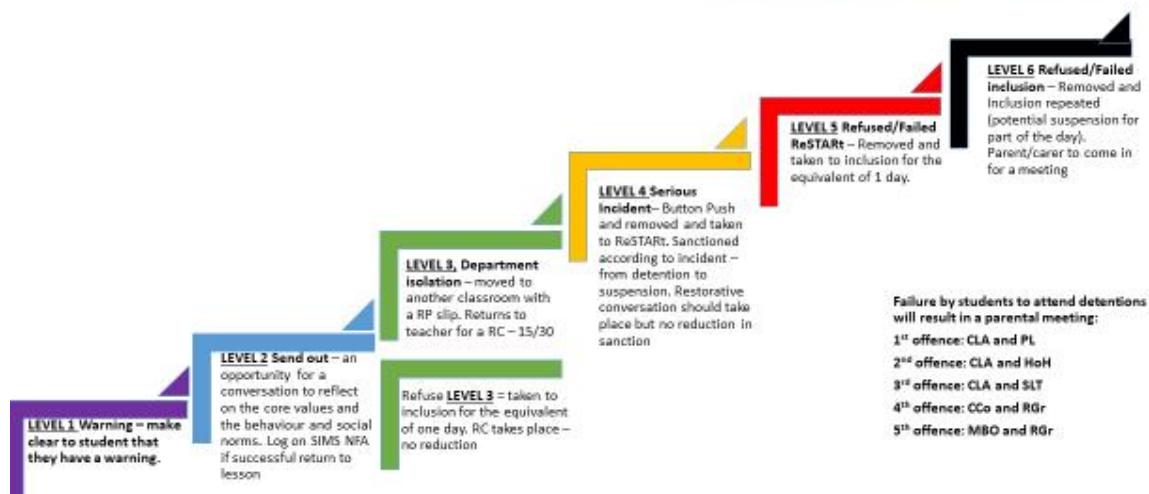 LEVEL 1 Warning – make
clear to student that
they have a warning.
LEVEL 2 Send out – an
opportunity for a
conversation to reflect
on the core values and
the behaviour and social
norms. Log on SIMS NFA
if successful return to
lesson
LEVEL 3, Department
isolation – moved to
another classroom with
a RP slip. Returns to
teacher for a RC – 15/30
Refuse LEVEL 3 = taken to
inclusion for the equivalent
of one day. RC takes place –
no reduction
LEVEL 4 Serious
Incident– Button Push
and removed and taken
to ReSTARt. Sanctioned
according to incident –
from detention to
suspension. Restorative
conversation should take
place but no reduction in
sanction
LEVEL 5 Refused/Failed
ReSTARt – Removed and
taken to inclusion for the
equivalent of 1 day.
LEVEL 6 Refused/Failed
inclusion – Removed and
Inclusion repeated
(potential suspension for
part of the day).
Parent/carer to come in
for a meeting
Failure by students to attend detentions
will result in a parental meeting:
1st offence: CLA and PL
2nd offence: CLA and HoH
3rd offence: CLA and SLT
4th offence: CCo and RGr
5th offence: MBO and RGr